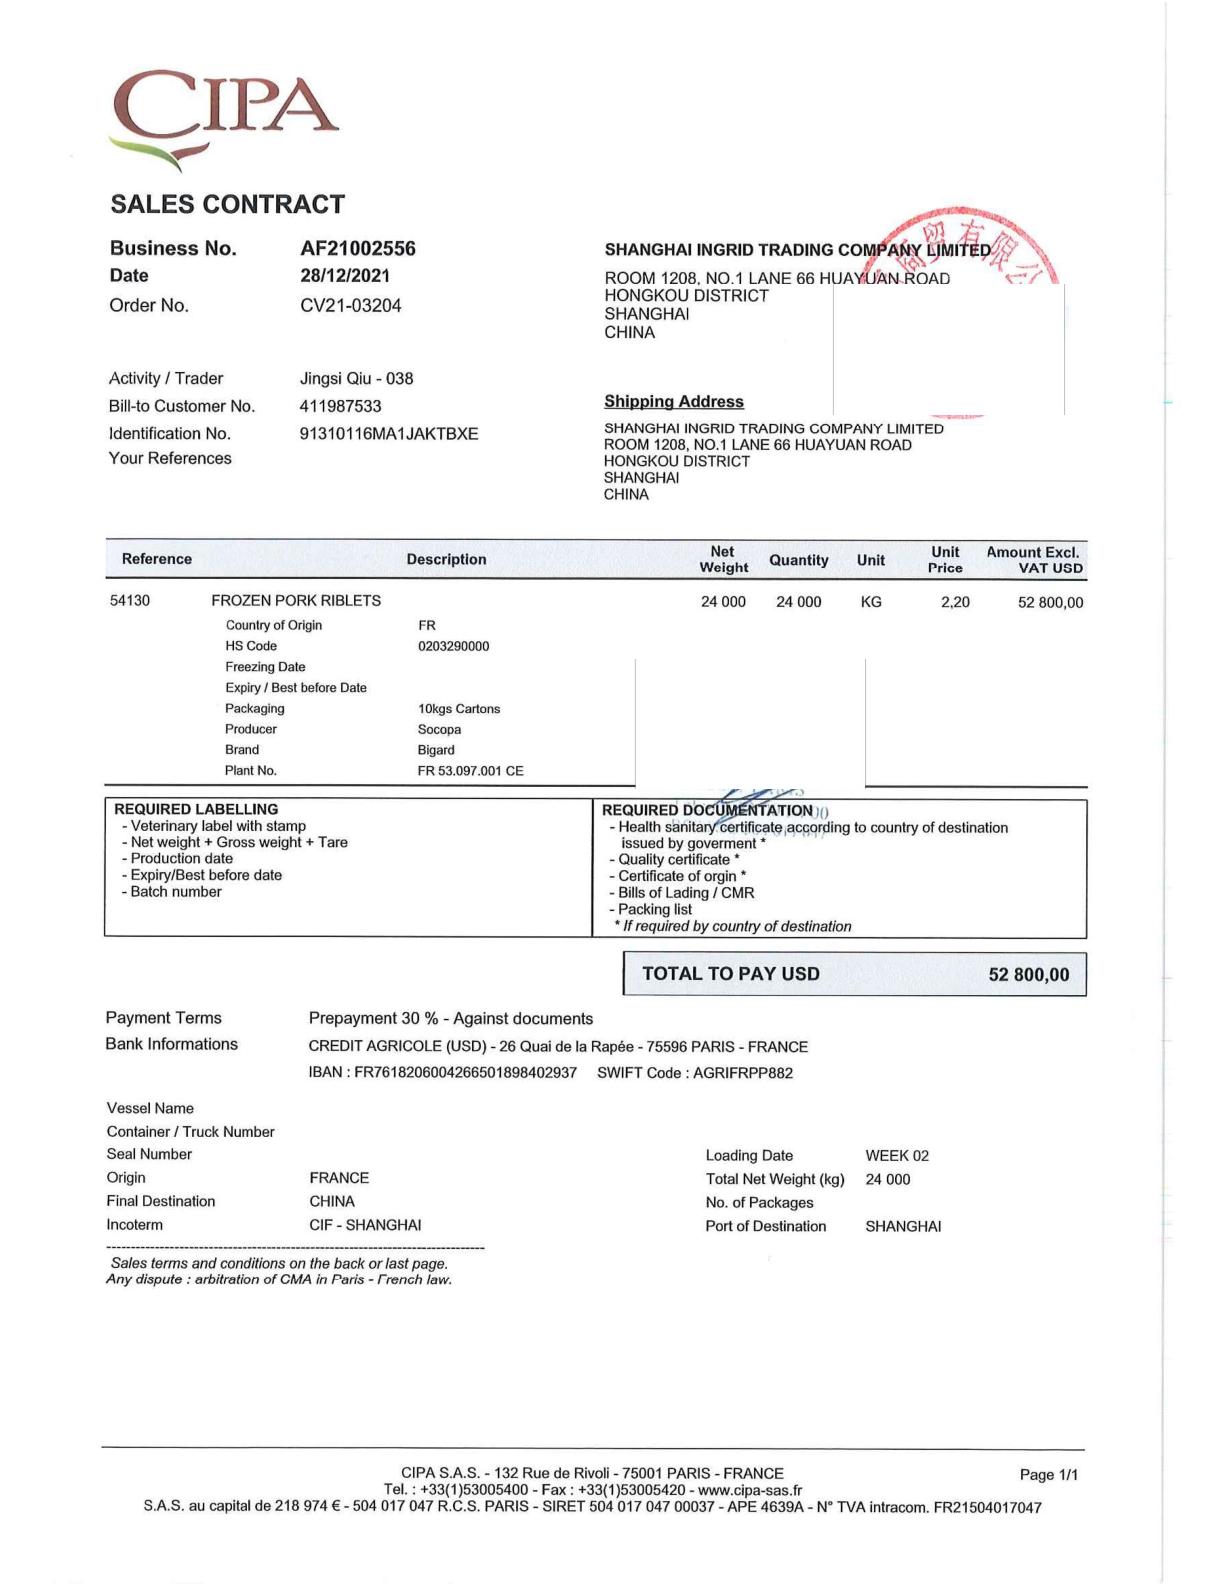 CIPA
SALES CONTRACT
Business No. AF21002556
Date 28/12/2021
Order No. CV21-03204
SHANGHAI INGRID TRADING COMPANY LIMITED
ROOM 1208, NO.1 LANE 66 HUAYUAN ROAD
HONGKOU DISTRICT
SHANGHAI
CHINA
商贸有限公
Activity / Trader Jingsi Qiu - 038
Bill-to Customer No. 411987533
Identification No. 91310116MA1JAKTBXE
Your References
Shipping Address
SHANGHAI INGRID TRADING COMPANY LIMITED
ROOM 1208, NO.1 LANE 66 HUAYUAN ROAD
HONGKOU DISTRICT
SHANGHAI
CHINA
Reference Description Net Weight Quantity Unit Unit Price Amount Excl. VAT USD
54130 FROZEN PORK RIBLETS 24 000 24 000 KG 2,20 52 800,00
Country of Origin FR
HS Code 0203290000
Freezing Date
Expiry / Best before Date
Packaging 10kgs Cartons
Producer Socopa
Brand Bigard
Plant No. FR 53.097.001 CE
REQUIRED LABELLING
- Veterinary label with stamp
- Net weight + Gross weight + Tare
- Production date
- Expiry/Best before date
- Batch number
REQUIRED DOCUMENTATION
- Health sanitary certificate according to country of destination
issued by goverment *
- Quality certificate *
- Certificate of orgin *
- Bills of Lading / CMR
- Packing list
* If required by country of destination
TOTAL TO PAY USD 52 800,00
Payment Terms Prepayment 30 % - Against documents
Bank Informations CREDIT AGRICOLE (USD) - 26 Quai de la Rapée - 75596 PARIS - FRANCE
IBAN : FR7618206004266501898402937 SWIFT Code : AGRIFRPP882
Vessel Name
Container / Truck Number
Seal Number
Origin FRANCE
Final Destination CHINA
Incoterm CIF - SHANGHAI
Loading Date WEEK 02
Total Net Weight (kg) 24 000
No. of Packages
Port of Destination SHANGHAI
Sales terms and conditions on the back or last page.
Any dispute : arbitration of CMA in Paris - French law.
CIPA S.A.S. - 132 Rue de Rivoli - 75001 PARIS - FRANCE
Page 1/1
Tel. : +33(1)53005400 - Fax : +33(1)53005420 - www.cipa-sas.fr
S.A.S. au capital de 218 974 € - 504 017 047 R.C.S. PARIS - SIRET 504 017 047 00037 - APE 4639A - N° TVA intracom. FR21504017047